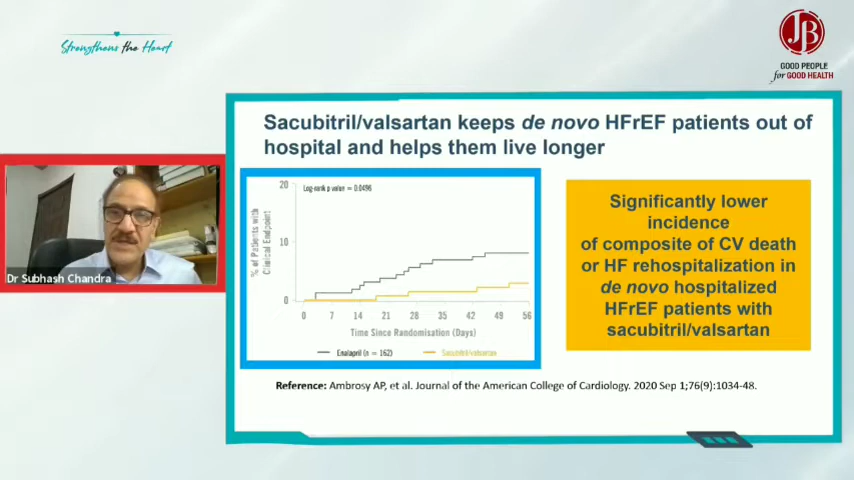 Strengthens the Heart
JB
GOOD PEOPLE
for GOOD HEALTH
Sacubitril/valsartan keeps de novo HFrEF patients out of
hospital and helps them live longer
20
10
0
Log-rank p value = 0.0496
% of Patients with
Clinical Endpoint
0 7 14 21 28 35 42 49 56
Time Since Randomisation (Days)
Enalapril (n = 162)
Sacubitril/valsartan
Significantly lower
incidence
of composite of CV death
or HF rehospitalization in
de novo hospitalized
HFrEF patients with
sacubitril/valsartan
Dr Subhash Chandra
Reference: Ambrosy AP, et al. Journal of the American College of Cardiology. 2020 Sep 1;76(9):1034-48.